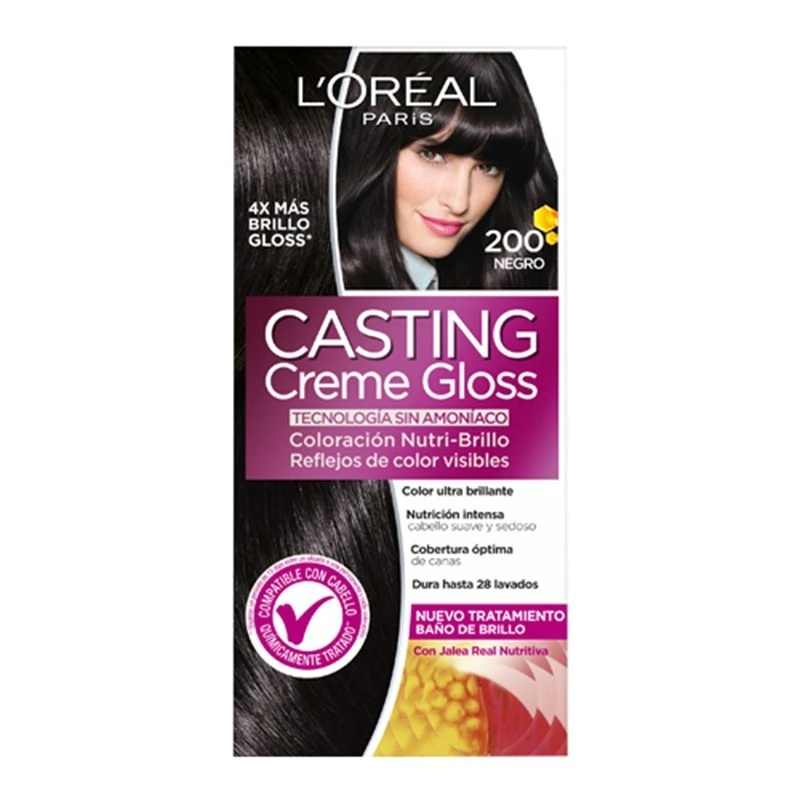 L'ORÉAL
PARiS
4X MÁS
BRILLO
GLOSS*
200
NEGRO
CASTING
Creme Gloss
TECNOLOGÍA SIN AMONÍACO
Coloración Nutri-Brillo
Reflejos de color visibles
Color ultra brillante
Nutrición intensa
cabello suave y sedoso
Cobertura óptima
de canas
Dura hasta 28 lavados
COMPATIBLE CON CABELLO
QUÍMICAMENTE TRATADO
NUEVO TRATAMIENTO
BAÑO DE BRILLO
Con Jalea Real Nutritiva